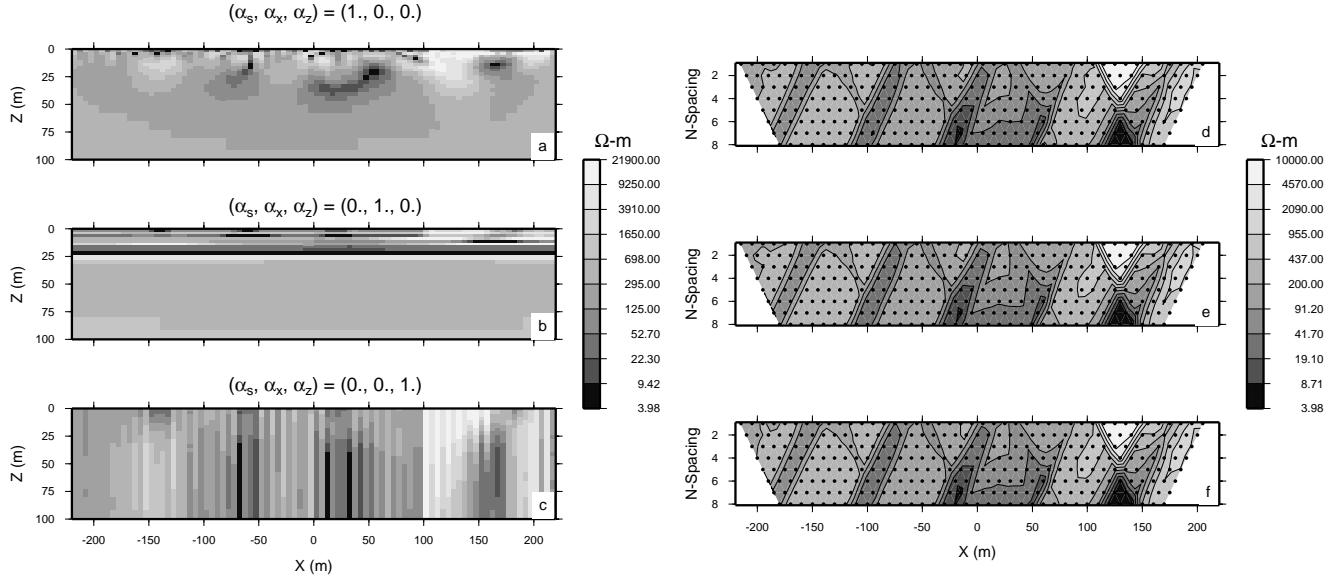 (αs, αx, αz) = (1., 0., 0.)
0
25
50
75
100
Z (m)
a
(αs, αx, αz) = (0., 1., 0.)
0
25
50
75
100
Z (m)
b
(αs, αx, αz) = (0., 0., 1.)
0
25
50
75
100
Z (m)
c
-200 -150 -100 -50 0 50 100 150 200
X (m)
Ω-m
21900.00
9250.00
3910.00
1650.00
698.00
295.00
125.00
52.70
22.30
9.42
3.98
2
4
6
8
N-Spacing
d
2
4
6
8
N-Spacing
e
2
4
6
8
N-Spacing
f
-200 -150 -100 -50 0 50 100 150 200
X (m)
Ω-m
10000.00
4570.00
2090.00
955.00
437.00
200.00
91.20
41.70
19.10
8.71
3.98